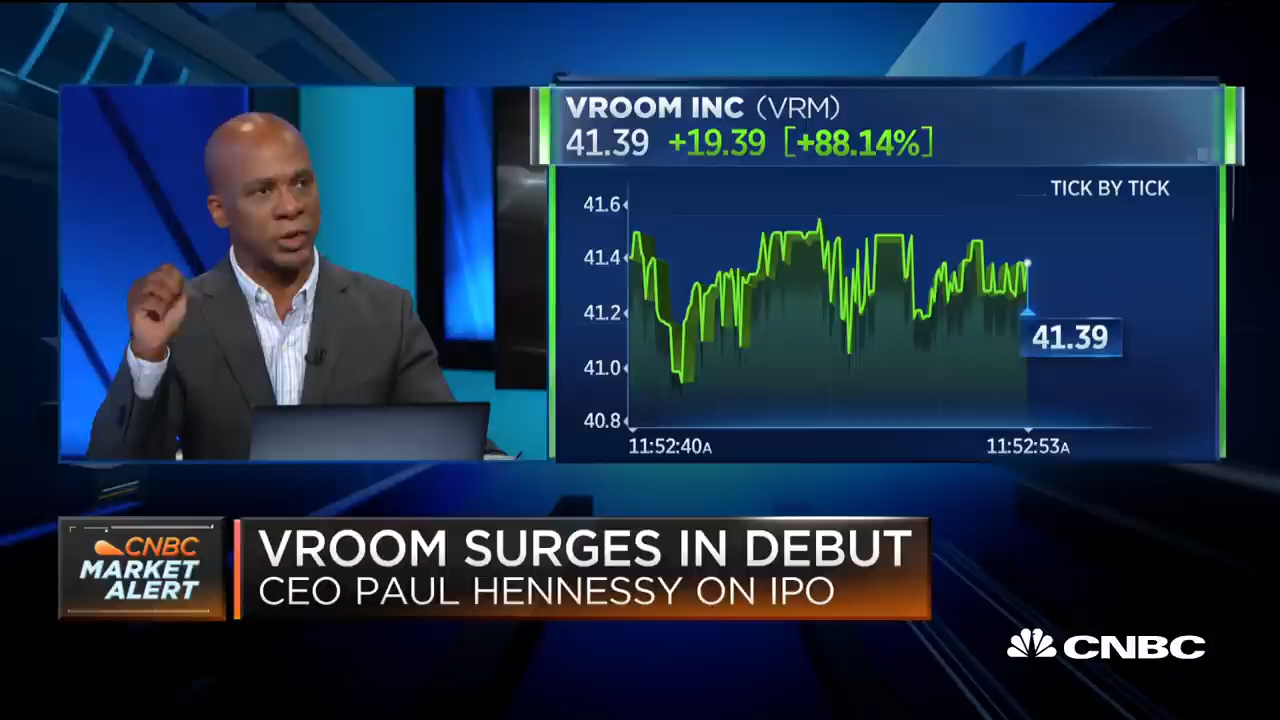 VROOM INC (VRM)
41.39 +19.39 [+88.14%]
TICK BY TICK
41.6
41.4
41.2
41.0
40.8
41.39
11:52:40A
11:52:53A
CNBC
MARKET
ALERT
VROOM SURGES IN DEBUT
CEO PAUL HENNESSY ON IPO
CNBC